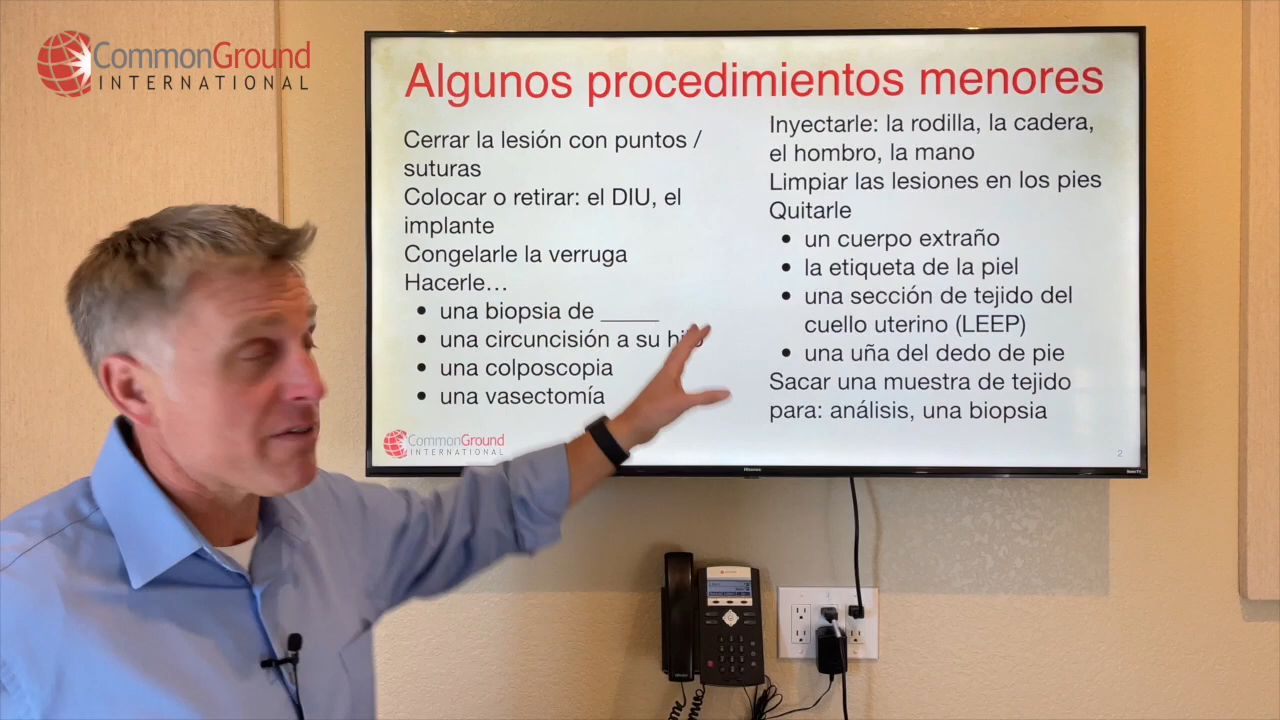 CommonGround
INTERNATIONAL
Algunos procedimientos menores
Cerrar la lesión con puntos /
suturas
Colocar o retirar: el DIU, el
implante
Congelarle la verruga
Hacerle…
• una biopsia de _____
• una circuncisión a su
• una colposcopia
• una vasectomía
Inyectarle: la rodilla, la cadera,
el hombro, la mano
Limpiar las lesiones en los pies
Quitarle
• un cuerpo extraño
• la etiqueta de la piel
• una sección de tejido del
cuello uterino (LEEP)
• una uña del dedo de pie
Sacar una muestra de tejido
para: análisis, una biopsia
CommonGround
INTERNATIONAL
2
Hisense
Roku TV